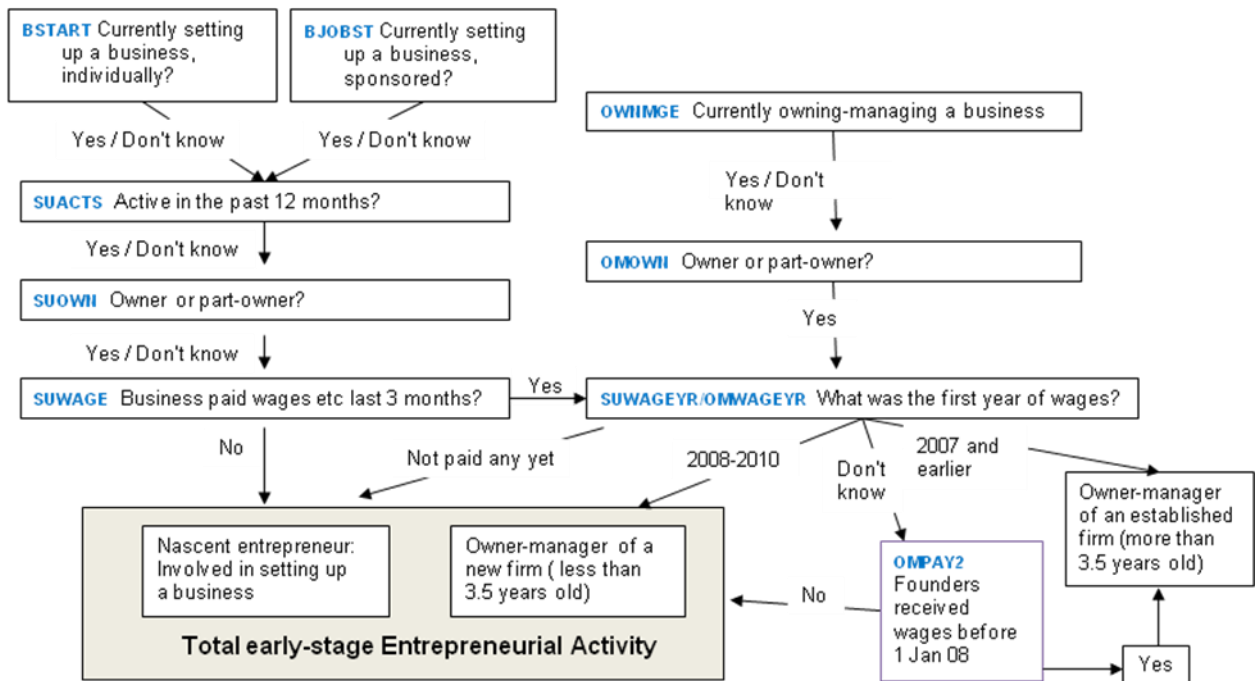 BSTART Currently setting
up a business,
individually?
BJOBST Currently setting
up a business,
sponsored?
OWNMGE Currently owning-managing a business
Yes / Don't know
Yes / Don't know
Yes / Don't
know
SUACTS Active in the past 12 months?
Yes / Don't know
OMOWN Owner or part-owner?
SUOWN Owner or part-owner?
Yes
Yes / Don't know
SUWAGE Business paid wages etc last 3 months?
Yes
SUWAGEYR/OMWAGEYR What was the first year of wages?
No
Not paid any yet
2008-2010
Don't
know
2007 and
earlier
Nascent entrepreneur:
Involved in setting up
a business
Owner-manager of a
new firm ( less than
3.5 years old)
Total early-stage Entrepreneurial Activity
No
OMPAY2
Founders
received
wages before
1 Jan 08
Owner-manager
of an established
firm (more than
3.5 years old)
Yes